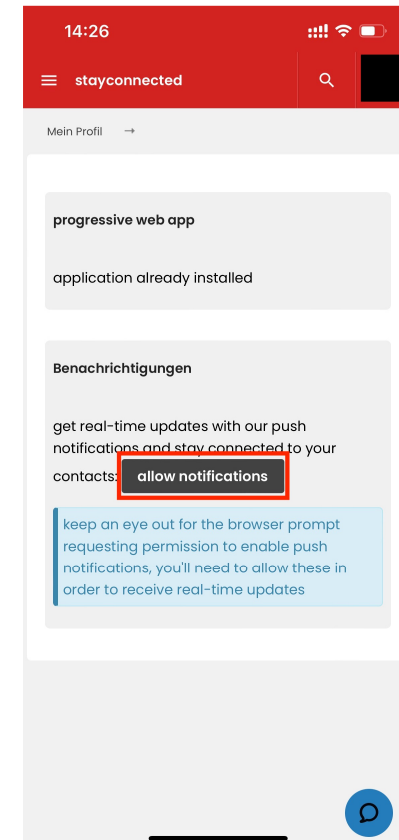 14:26
stayconnected
Mein Profil →
progressive web app
application already installed
Benachrichtigungen
get real-time updates with our push
notifications and stay connected to your
contacts: allow notifications
keep an eye out for the browser prompt
requesting permission to enable push
notifications, you'll need to allow these in
order to receive real-time updates